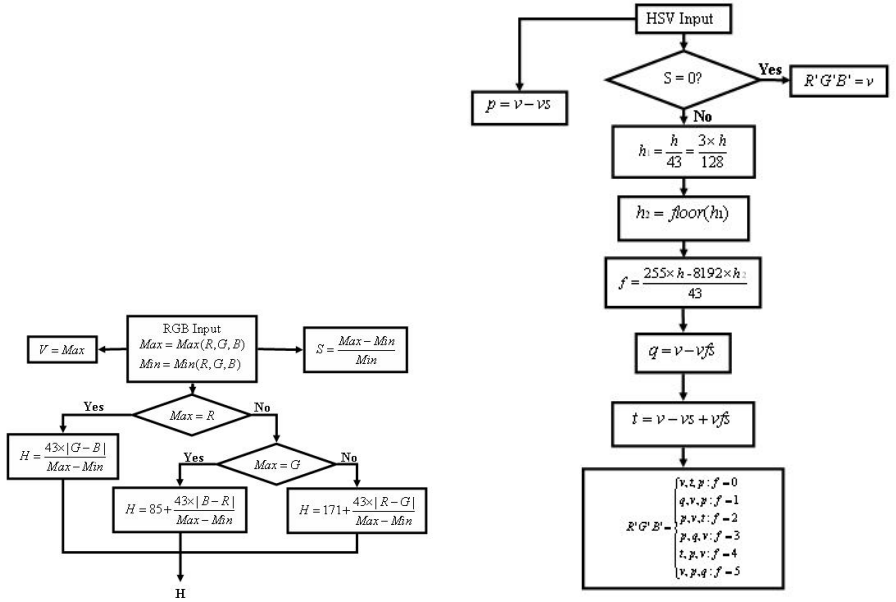 RGB Input
Max = Max(R,G,B)
Min = Min(R,G,B)
V = Max
S = (Max − Min) / Min
Max = R
Yes
No
H = 43×|G − B| / (Max − Min)
Max = G
Yes
No
H = 85 + 43×|B − R| / (Max − Min)
H = 171 + 43×|R − G| / (Max − Min)
H
HSV Input
S = 0?
Yes
R'G'B' = v
p = v − vs
No
h₁ = h / 43 = 3 × h / 128
h₂ = floor(h1)
f = (255×h - 8192×h₂) / 43
q = v − vfs
t = v − vs + vfs
R'G'B' =
v, t, p : f = 0
q, v, p : f = 1
p, v, t : f = 2
p, q, v : f = 3
t, p, v : f = 4
v, p, q : f = 5